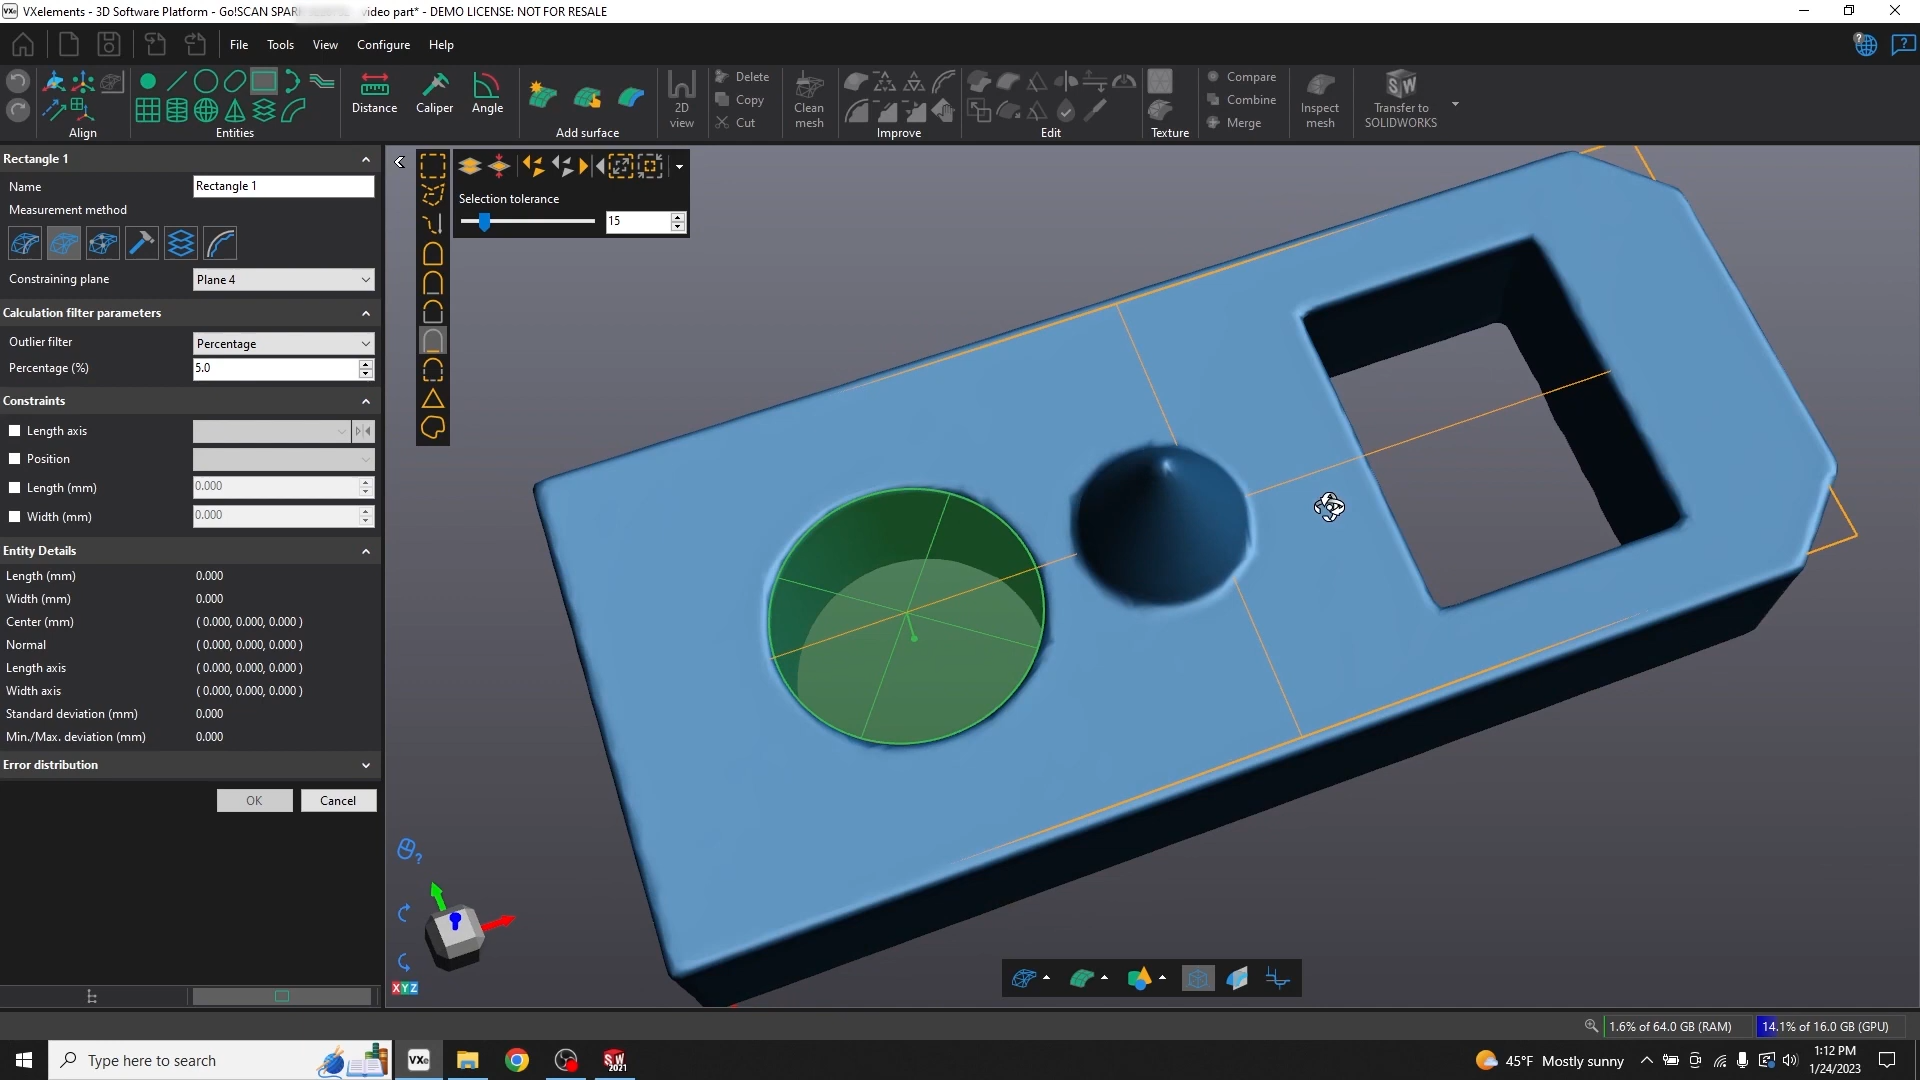 VXelements - 3D Software Platform - Go!SCAN SPAR video part* - DEMO LICENSE: NOT FOR RESALE
File Tools View Configure Help
Align
Entities
Distance
Caliper
Angle
Add surface
2D view
Delete
Copy
Cut
Clean mesh
Improve
Edit
Texture
Compare
Combine
Merge
Inspect mesh
Transfer to SOLIDWORKS
Rectangle 1
Name Rectangle 1
Measurement method
Constraining plane Plane 4
Calculation filter parameters
Outlier filter Percentage
Percentage (%) 5.0
Constraints
Length axis
Position
Length (mm) 0.000
Width (mm) 0.000
Entity Details
Length (mm) 0.000
Width (mm) 0.000
Center (mm) ( 0.000, 0.000, 0.000 )
Normal ( 0.000, 0.000, 0.000 )
Length axis ( 0.000, 0.000, 0.000 )
Width axis ( 0.000, 0.000, 0.000 )
Standard deviation (mm) 0.000
Min./Max. deviation (mm) 0.000
Error distribution
OK Cancel
Selection tolerance
15
XYZ
1.6% of 64.0 GB (RAM) 14.1% of 16.0 GB (GPU)
Type here to search
VXe
SW 2021
45°F Mostly sunny
1:12 PM
1/24/2023